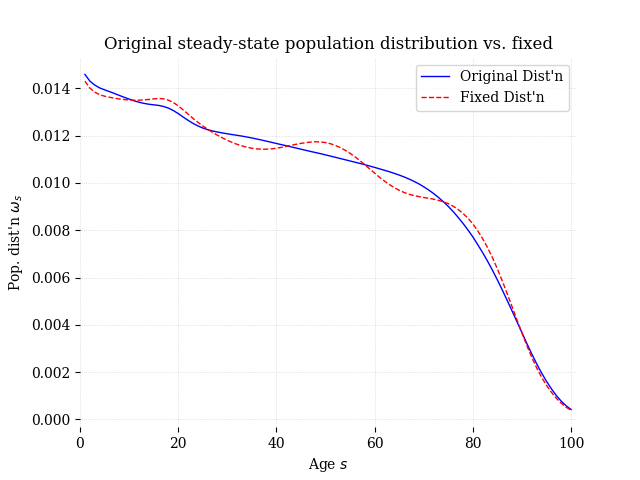 Original steady-state population distribution vs. fixed
Original Dist'n
Fixed Dist'n
0.014
0.012
0.010
0.008
0.006
0.004
0.002
0.000
Pop. dist'n ωₛ
0 20 40 60 80 100
Age s